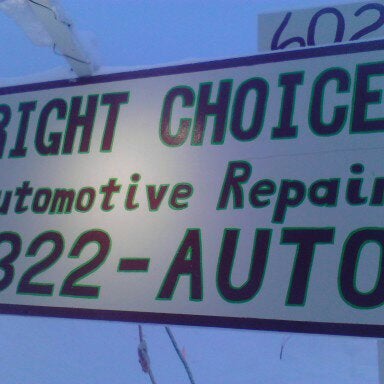 602
RIGHT CHOICE
Automotive Repair
322-AUTO